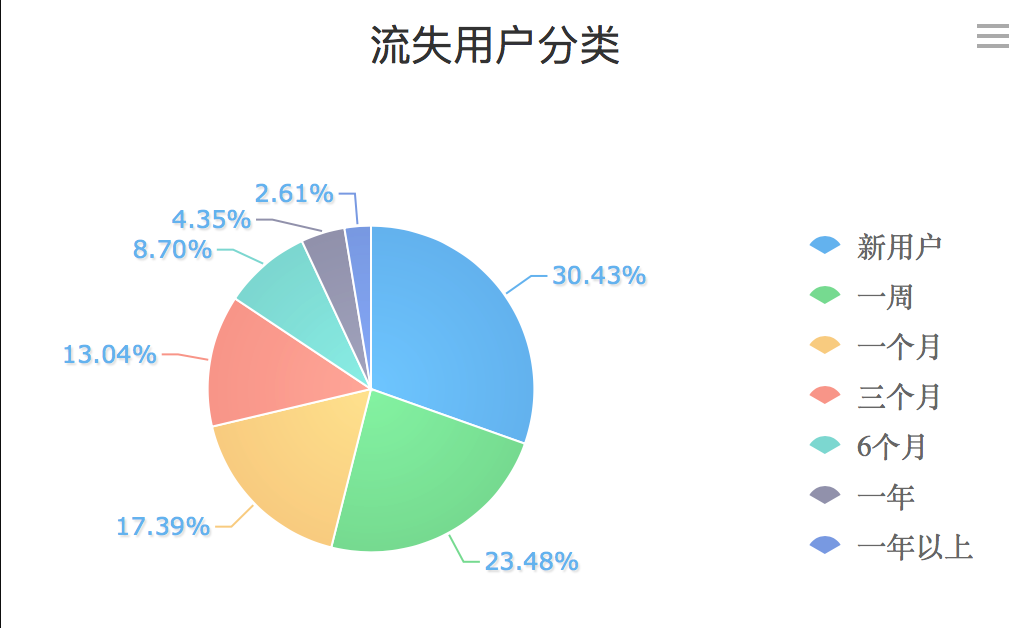 流失用户分类
2.61%
4.35%
8.70%
30.43%
13.04%
17.39%
23.48%
新用户
一周
一个月
三个月
6个月
一年
一年以上